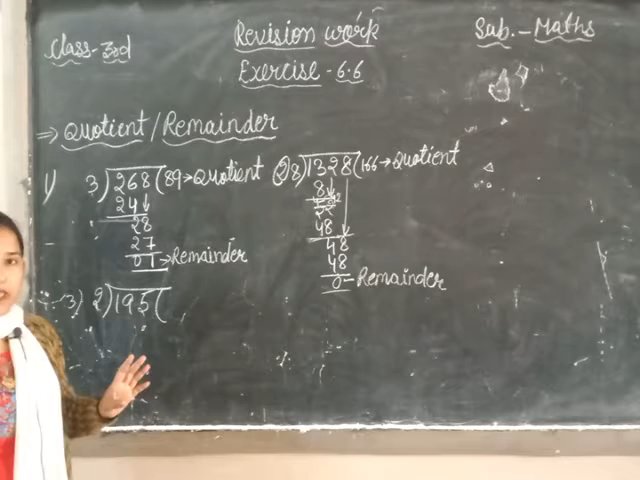 Class-3rd
Revision work
Sub.- Maths
Exercise - 6.6
⇒ Quotient / Remainder
1) 3)268(89→Quotient
24↓
28
27
01→Remainder
2) 8)1328(166→Quotient
8↓
48
48
48
0-Remainder
3) 2)195(